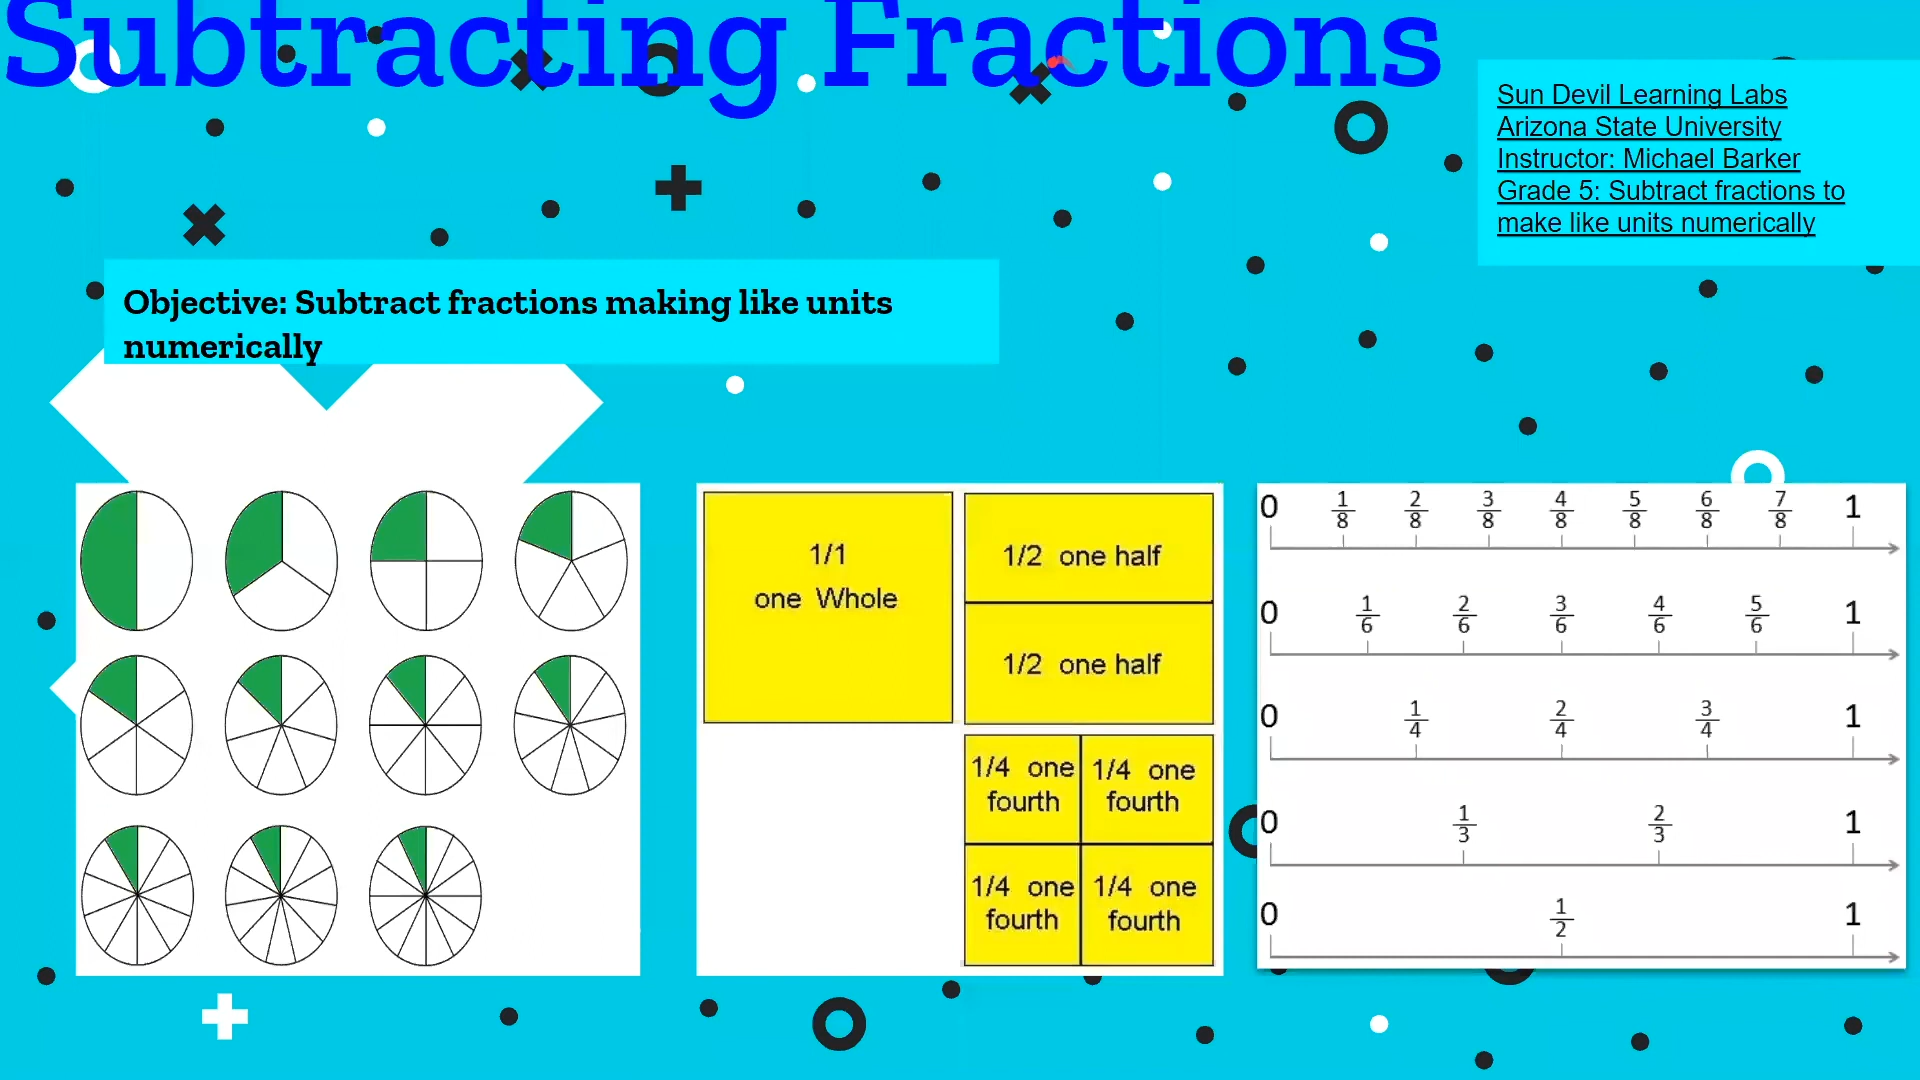 Subtracting Fractions
Sun Devil Learning Labs
Arizona State University
Instructor: Michael Barker
Grade 5: Subtract fractions to
make like units numerically
Objective: Subtract fractions making like units
numerically
1/1
one Whole
1/2 one half
1/2 one half
1/4 one
fourth
1/4 one
fourth
1/4 one
fourth
1/4 one
fourth
0 1/8 2/8 3/8 4/8 5/8 6/8 7/8 1
0 1/6 2/6 3/6 4/6 5/6 1
0 1/4 2/4 3/4 1
0 1/3 2/3 1
0 1/2 1